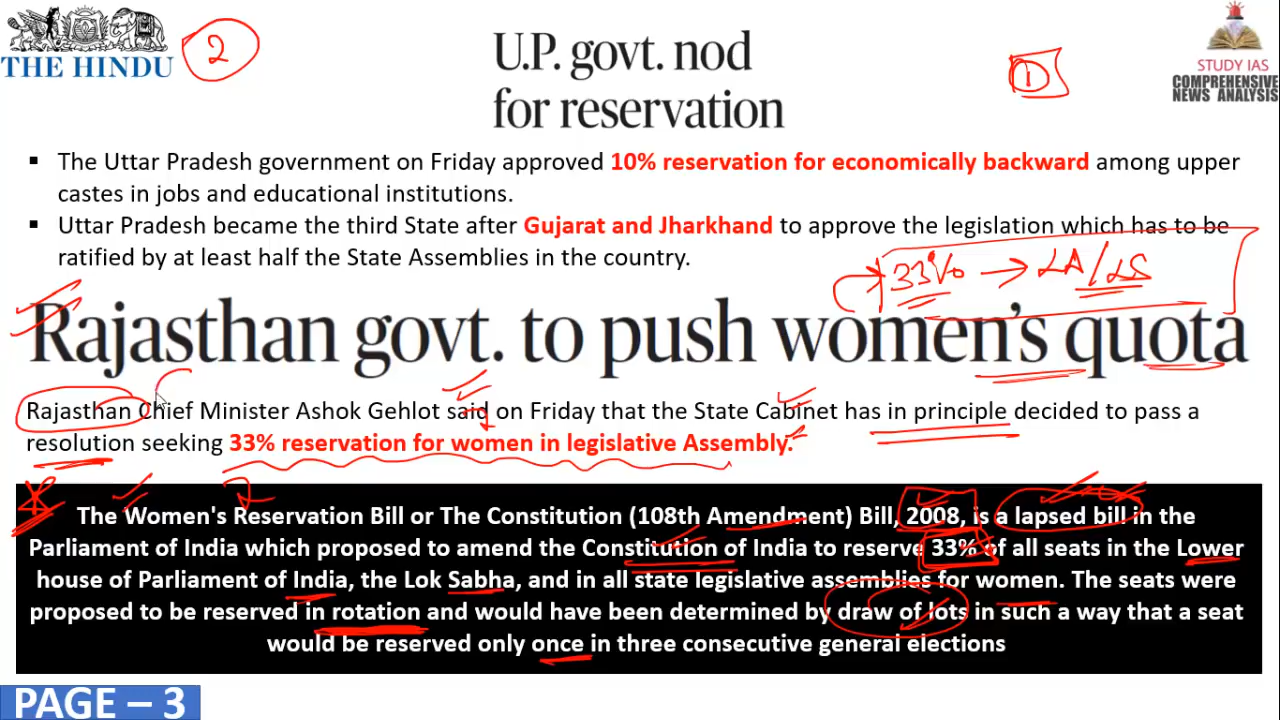 THE HINDU
2
U.P. govt. nod
for reservation
1
STUDY IAS
COMPREHENSIVE
NEWS ANALYSIS
▪ The Uttar Pradesh government on Friday approved 10% reservation for economically backward among upper
castes in jobs and educational institutions.
▪ Uttar Pradesh became the third State after Gujarat and Jharkhand to approve the legislation which has to be
ratified by at least half the State Assemblies in the country.
33% → LA/LS
Rajasthan govt. to push women's quota
Rajasthan Chief Minister Ashok Gehlot said on Friday that the State Cabinet has in principle decided to pass a
resolution seeking 33% reservation for women in legislative Assembly.
The Women's Reservation Bill or The Constitution (108th Amendment) Bill, 2008, is a lapsed bill in the
Parliament of India which proposed to amend the Constitution of India to reserve 33% of all seats in the Lower
house of Parliament of India, the Lok Sabha, and in all state legislative assemblies for women. The seats were
proposed to be reserved in rotation and would have been determined by draw of lots in such a way that a seat
would be reserved only once in three consecutive general elections
PAGE – 3